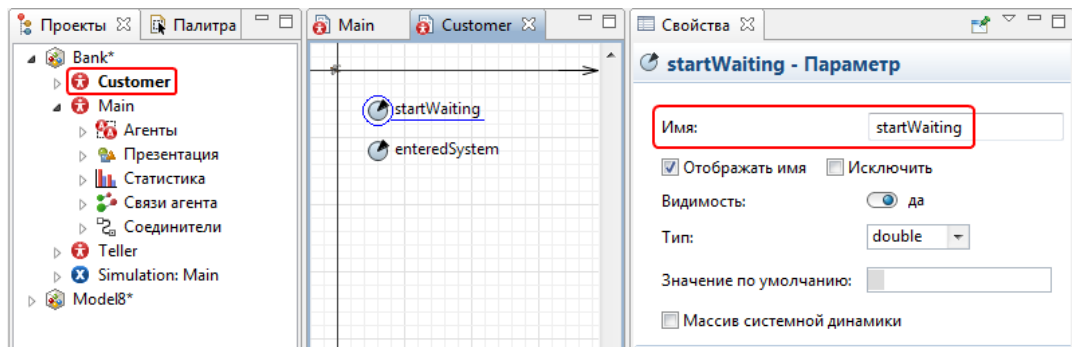 Проекты Палитра
Bank*
Customer
Main
Агенты
Презентация
Статистика
Связи агента
Соединители
Teller
Simulation: Main
Model8*
Main Customer
startWaiting
enteredSystem
Свойства
startWaiting - Параметр
Имя: startWaiting
Отображать имя Исключить
Видимость: да
Тип: double
Значение по умолчанию:
Массив системной динамики